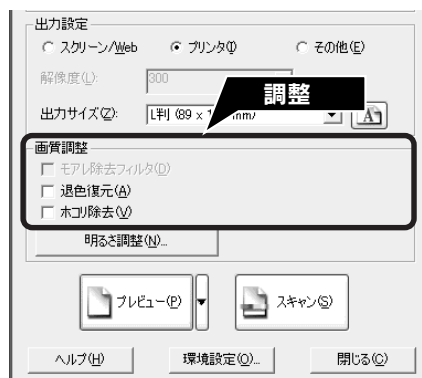 出力設定
スクリーン/Web プリンタ(I) その他(E)
解像度(L): 300
調整
出力サイズ(Z): L判 (89 x 1 mm) A
画質調整
モアレ除去フィルタ(D)
退色復元(A)
ホコリ除去(V)
明るさ調整(N)...
プレビュー(P) スキャン(S)
ヘルプ(H) 環境設定(O)... 閉じる(C)